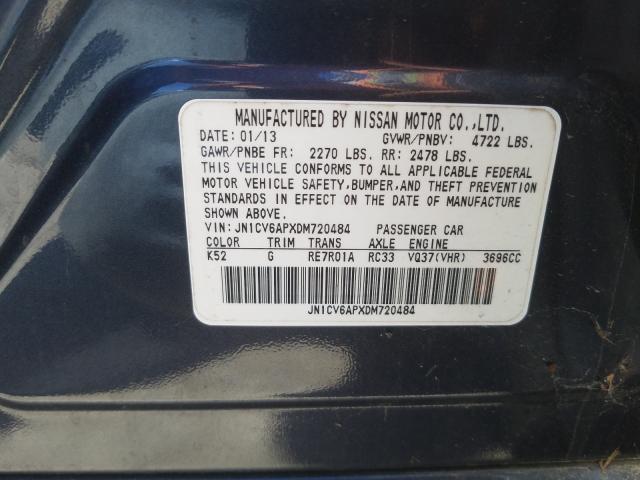 MANUFACTURED BY NISSAN MOTOR CO.,LTD.
DATE: 01/13 GVWR/PNBV: 4722 LBS.
GAWR/PNBE FR: 2270 LBS. RR: 2478 LBS.
THIS VEHICLE CONFORMS TO ALL APPLICABLE FEDERAL
MOTOR VEHICLE SAFETY,BUMPER,AND THEFT PREVENTION
STANDARDS IN EFFECT ON THE DATE OF MANUFACTURE
SHOWN ABOVE.
VIN: JN1CV6APXDM720484 PASSENGER CAR
COLOR TRIM TRANS AXLE ENGINE
K52 G RE7R01A RC33 VQ37(VHR) 3696CC
JN1CV6APXDM720484